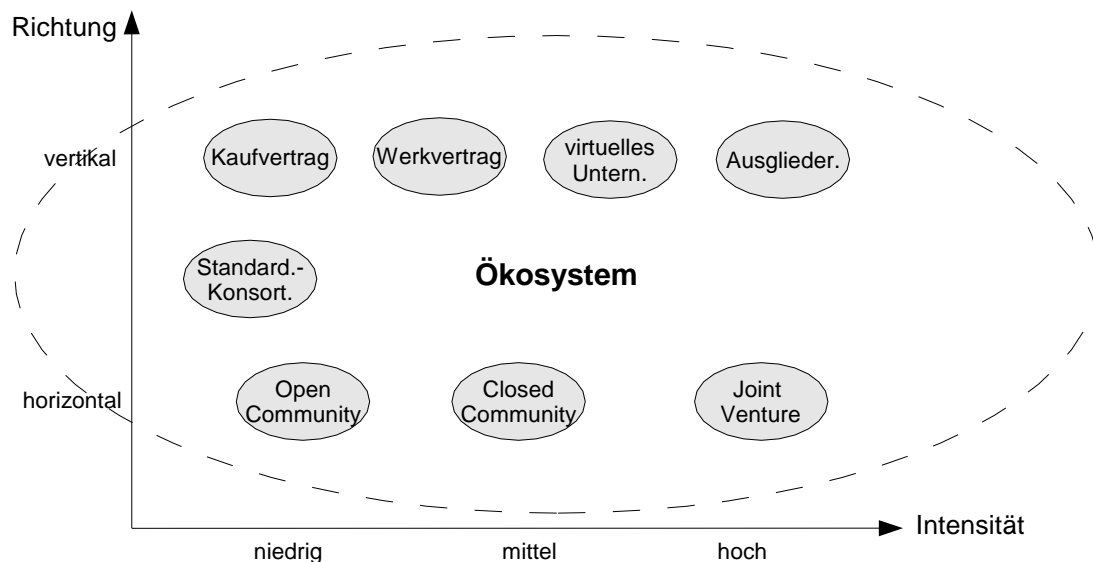 Richtung
vertikal
Kaufvertrag
Werkvertrag
virtuelles
Untern.
Ausglieder.
Standard.-
Konsort.
Ökosystem
horizontal
Open
Community
Closed
Community
Joint
Venture
Intensität
niedrig
mittel
hoch